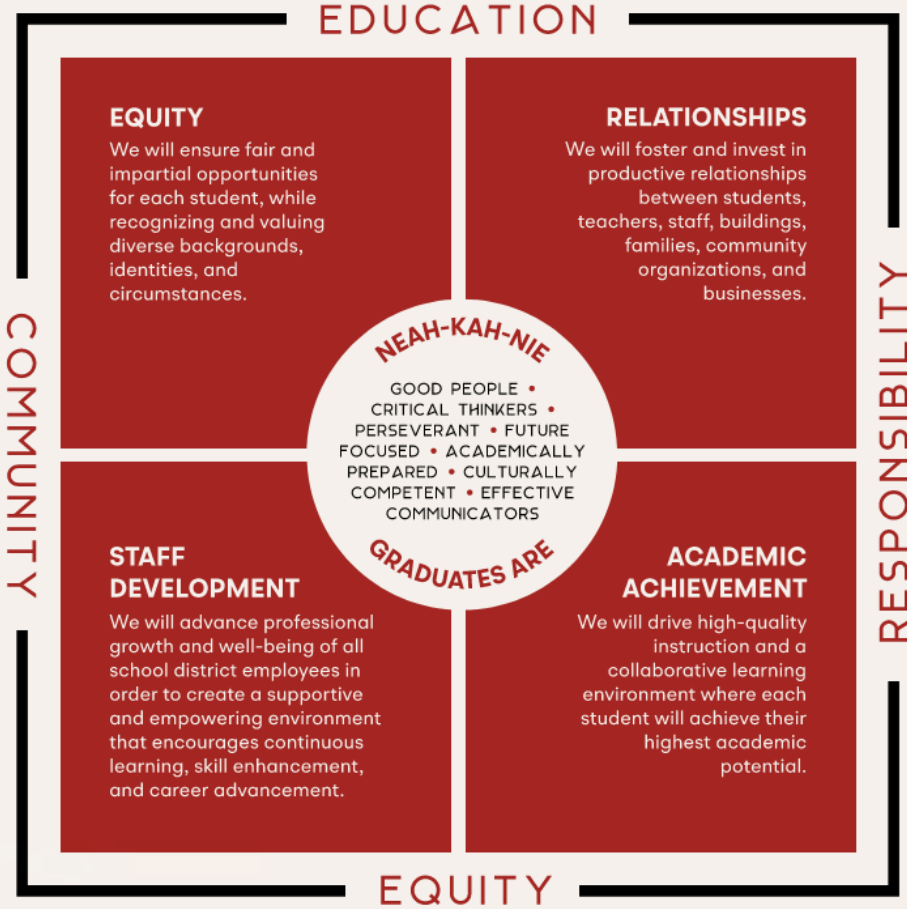 EDUCATION
EQUITY
We will ensure fair and
impartial opportunities
for each student, while
recognizing and valuing
diverse backgrounds,
identities, and
circumstances.
RELATIONSHIPS
We will foster and invest in
productive relationships
between students,
teachers, staff, buildings,
families, community
organizations, and
businesses.
COMMUNITY
RESPONSIBILITY
NEAH-KAH-NIE
GOOD PEOPLE •
CRITICAL THINKERS •
PERSEVERANT • FUTURE
FOCUSED • ACADEMICALLY
PREPARED • CULTURALLY
COMPETENT • EFFECTIVE
COMMUNICATORS
GRADUATES ARE
STAFF
DEVELOPMENT
We will advance professional
growth and well-being of all
school district employees in
order to create a supportive
and empowering environment
that encourages continuous
learning, skill enhancement,
and career advancement.
ACADEMIC
ACHIEVEMENT
We will drive high-quality
instruction and a
collaborative learning
environment where each
student will achieve their
highest academic
potential.
EQUITY